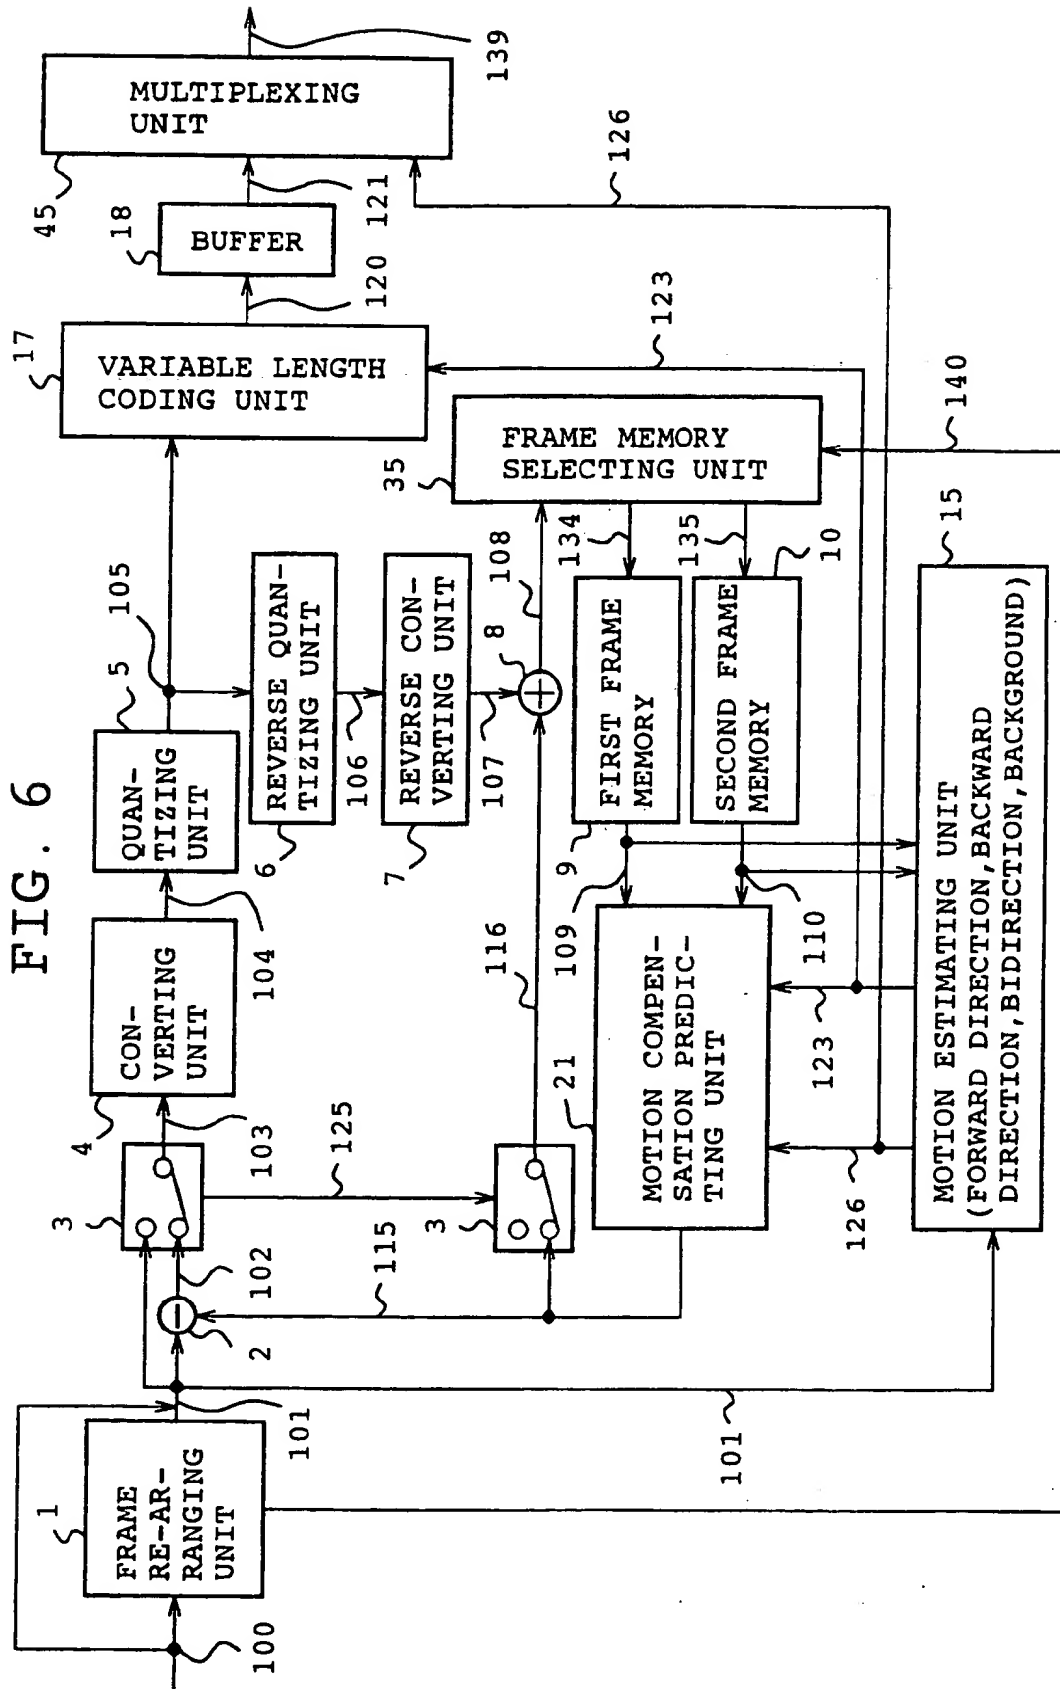 FIG. 6
100
1
FRAME
RE-AR-
RANGING
UNIT
101
2
102
3
103
4
CON-
VERTING
UNIT
104
QUAN-
TIZING
UNIT
5
105
17
VARIABLE LENGTH
CODING UNIT
120
18
BUFFER
121
45
MULTIPLEXING
UNIT
139
125
REVERSE QUAN-
TIZING UNIT
6
106
REVERSE CON-
VERTING UNIT
7
107
8
108
115
3
116
35
FRAME MEMORY
SELECTING UNIT
134
135
123
126
FIRST FRAME
MEMORY
9
109
SECOND FRAME
MEMORY
10
110
21
MOTION COMPEN-
SATION PREDIC-
TING UNIT
101
126
123
15
140
MOTION ESTIMATING UNIT
(FORWARD DIRECTION,BACKWARD
DIRECTION,BIDIRECTION,BACKGROUND)